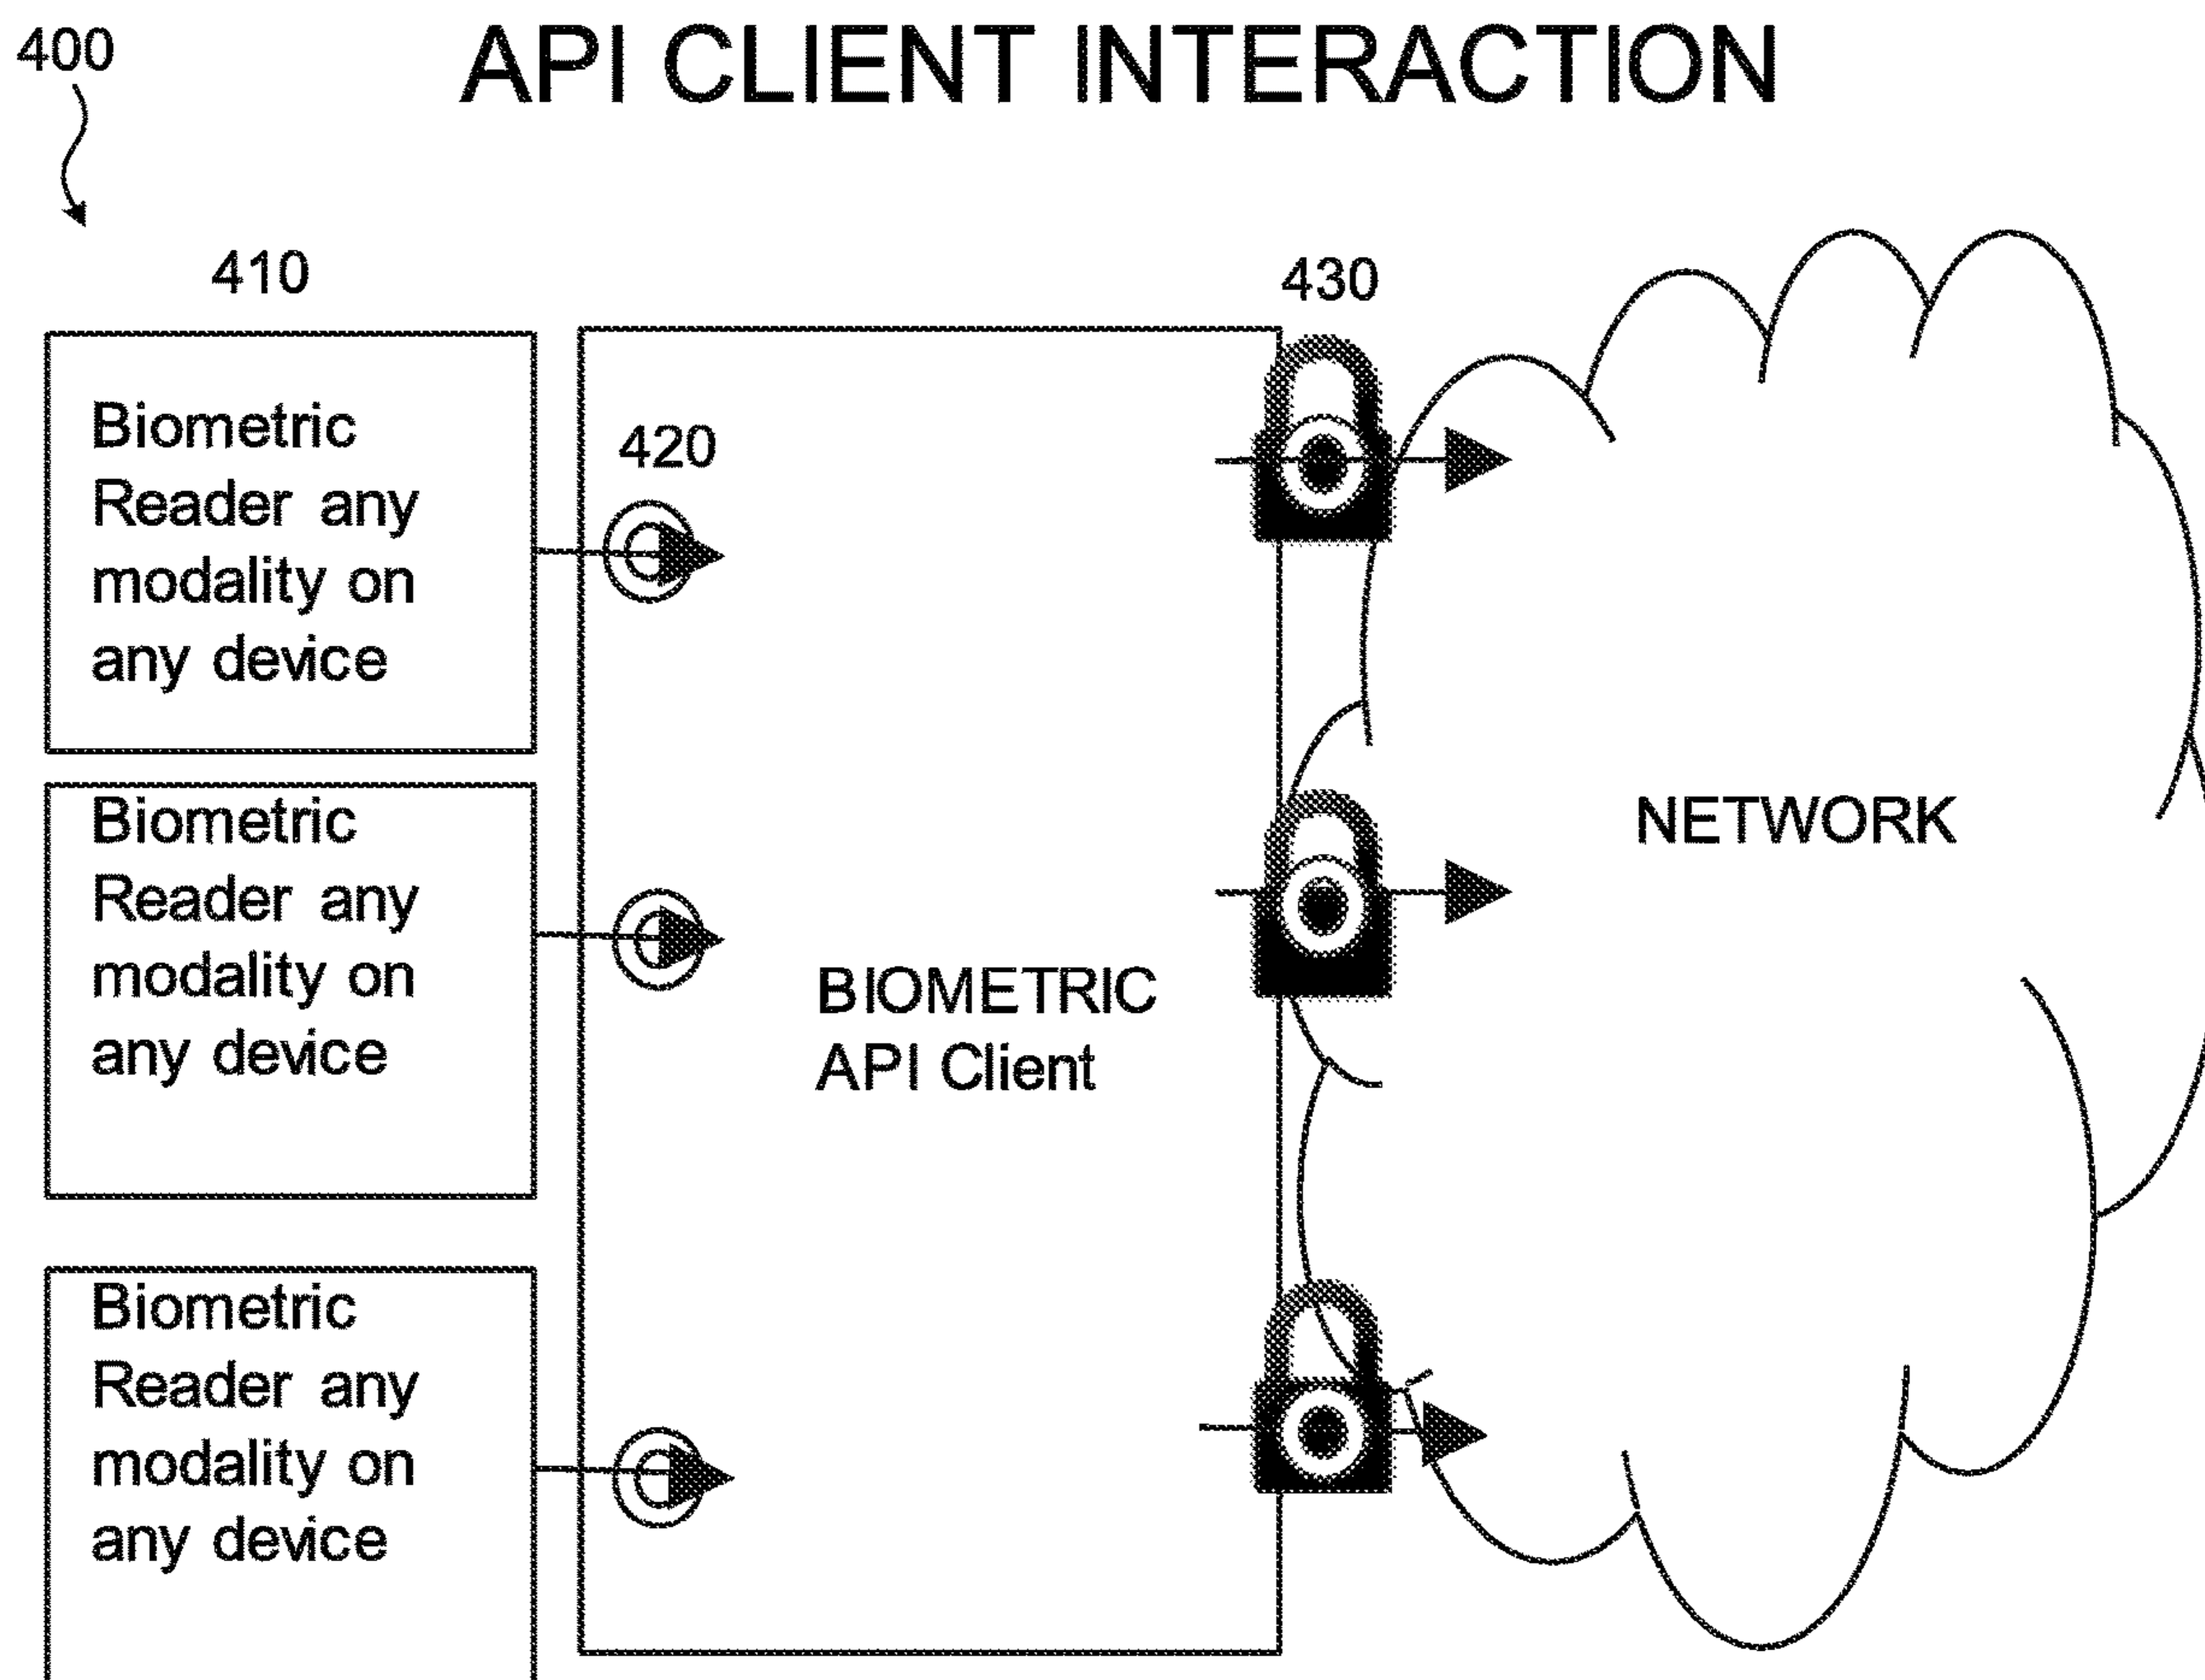 400
API CLIENT INTERACTION
410
430
Biometric
Reader any
modality on
any device
420
Biometric
Reader any
modality on
any device
NETWORK
BIOMETRIC
API Client
Biometric
Reader any
modality on
any device